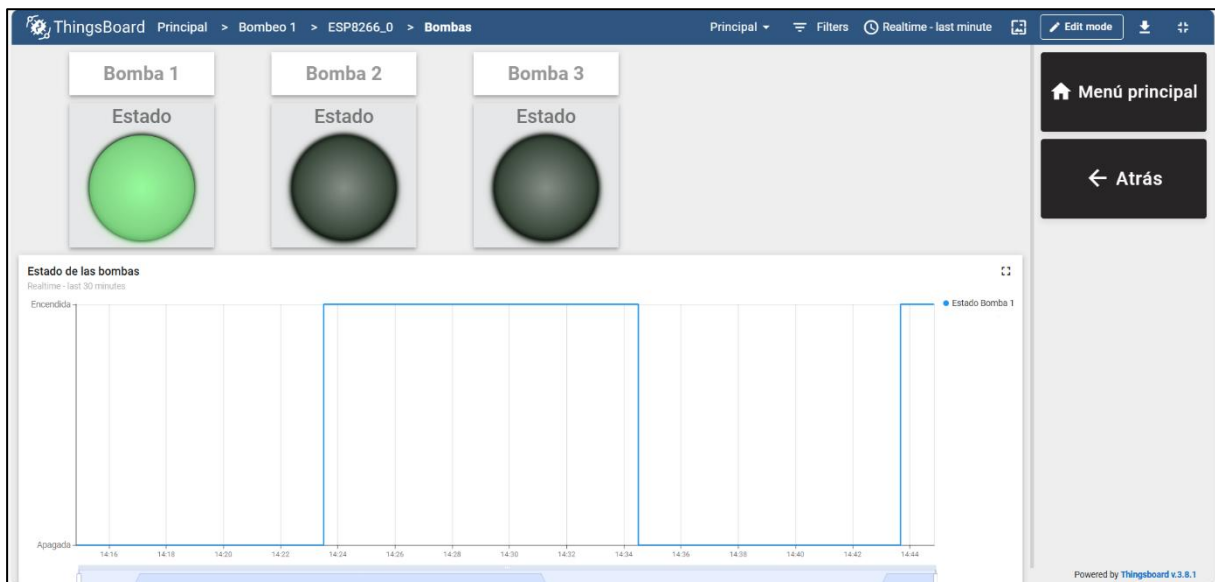 ThingsBoard Principal > Bombeo 1 > ESP8266_0 > Bombas Principal Filters Realtime - last minute Edit mode
Bomba 1 Bomba 2 Bomba 3
Estado Estado Estado
Menú principal
Atrás
Estado de las bombas
Realtime - last 30 minutes
Encendida
Estado Bomba 1
Apagada
14:16 14:18 14:20 14:22 14:24 14:26 14:28 14:30 14:32 14:34 14:36 14:38 14:40 14:42 14:44
Powered by Thingsboard v.3.8.1